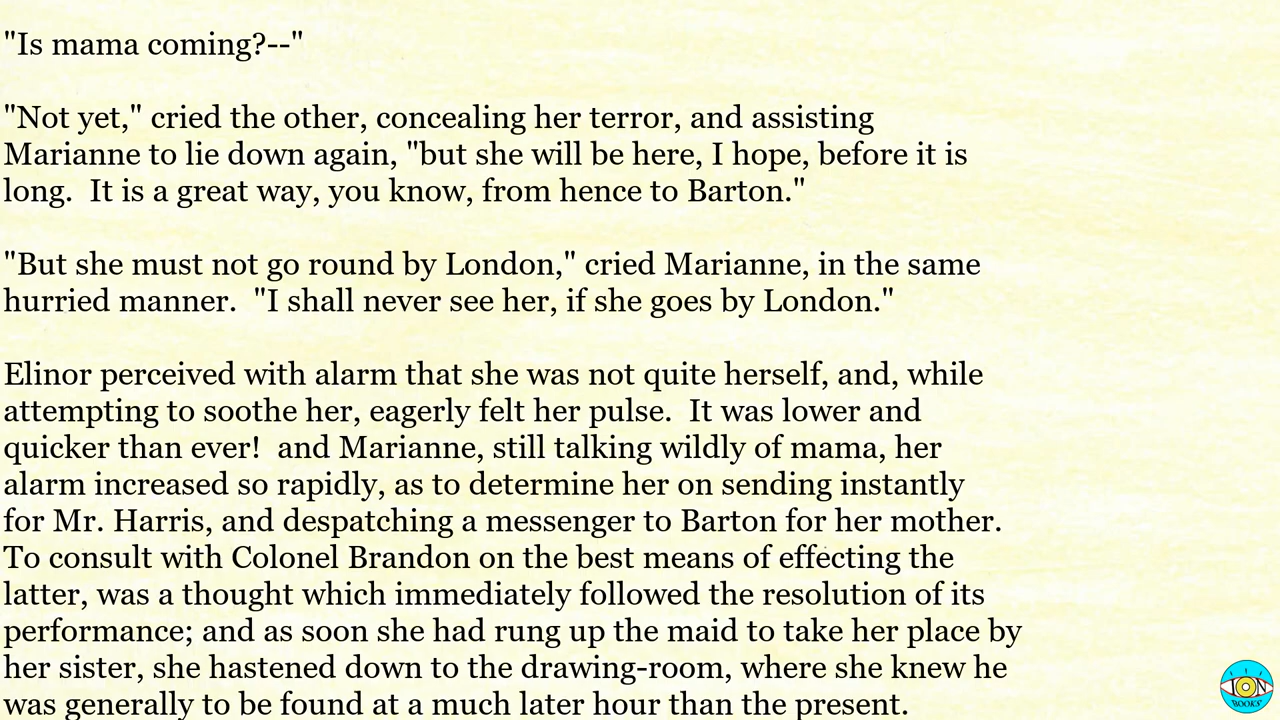 "Is mama coming?--"
"Not yet," cried the other, concealing her terror, and assisting
Marianne to lie down again, "but she will be here, I hope, before it is
long.  It is a great way, you know, from hence to Barton."
"But she must not go round by London," cried Marianne, in the same
hurried manner.  "I shall never see her, if she goes by London."
Elinor perceived with alarm that she was not quite herself, and, while
attempting to soothe her, eagerly felt her pulse.  It was lower and
quicker than ever!  and Marianne, still talking wildly of mama, her
alarm increased so rapidly, as to determine her on sending instantly
for Mr. Harris, and despatching a messenger to Barton for her mother.
To consult with Colonel Brandon on the best means of effecting the
latter, was a thought which immediately followed the resolution of its
performance; and as soon she had rung up the maid to take her place by
her sister, she hastened down to the drawing-room, where she knew he
was generally to be found at a much later hour than the present.
ION
BOOKS